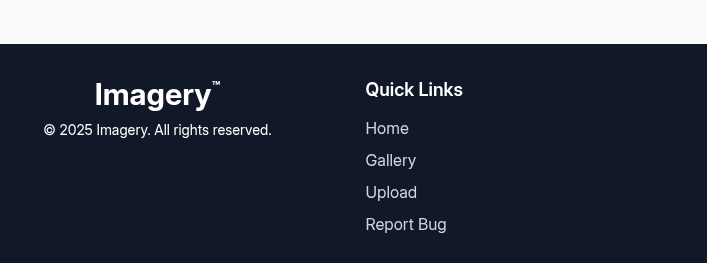 Imagery™
© 2025 Imagery. All rights reserved.
Quick Links
Home
Gallery
Upload
Report Bug